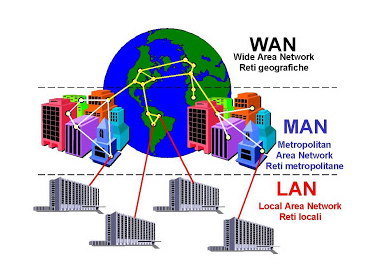 WAN
Wide Area Network
Reti geografiche
MAN
Metropolitan
Area Network
Reti metropolitane
LAN
Local Area Network
Reti locali